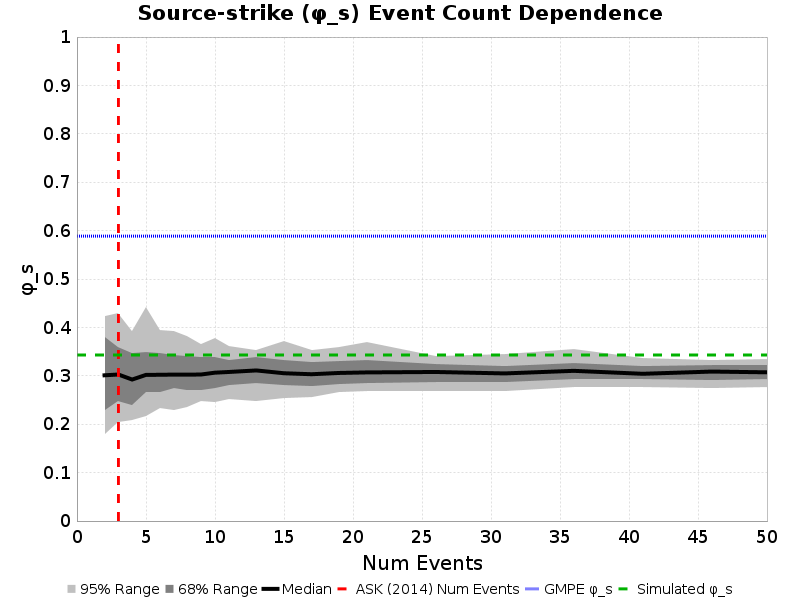 Source-strike (φ_s) Event Count Dependence
1
0.9
0.8
0.7
0.6
0.5
0.4
0.3
0.2
0.1
0
φ_s
0 5 10 15 20 25 30 35 40 45 50
Num Events
95% Range 68% Range Median ASK (2014) Num Events GMPE φ_s Simulated φ_s